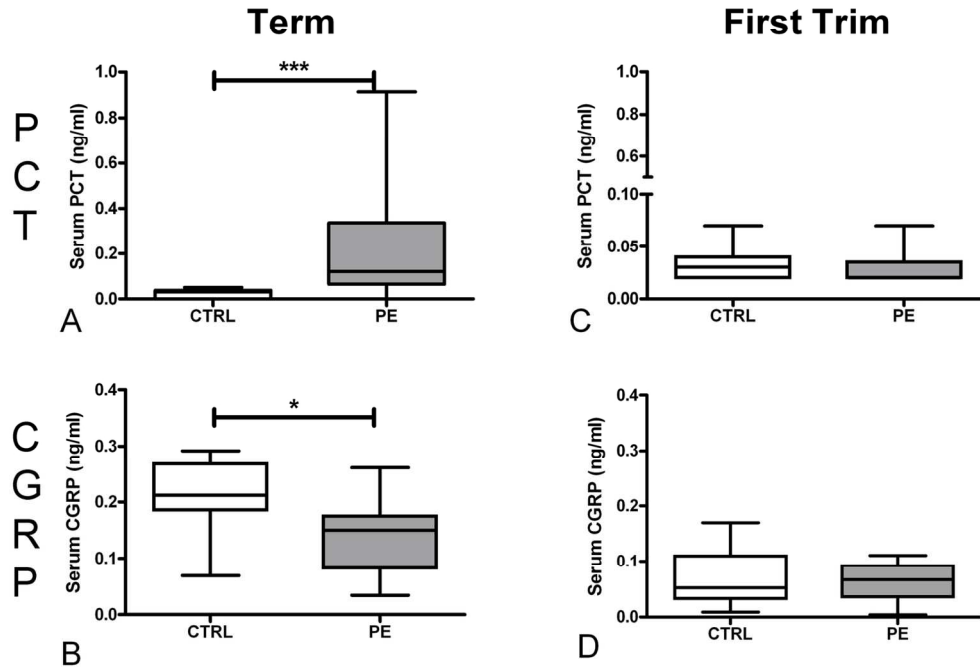 Term
First Trim
P
C
T
Serum PCT (ng/ml)
1.0
0.8
0.6
0.4
0.2
0.0
***
CTRL
PE
A
Serum PCT (ng/ml)
1.0
0.8
0.6
0.10
0.05
0.00
CTRL
PE
C
C
G
R
P
Serum CGRP (ng/ml)
0.4
0.3
0.2
0.1
0.0
*
CTRL
PE
B
Serum CGRP (ng/ml)
0.4
0.3
0.2
0.1
0.0
CTRL
PE
D